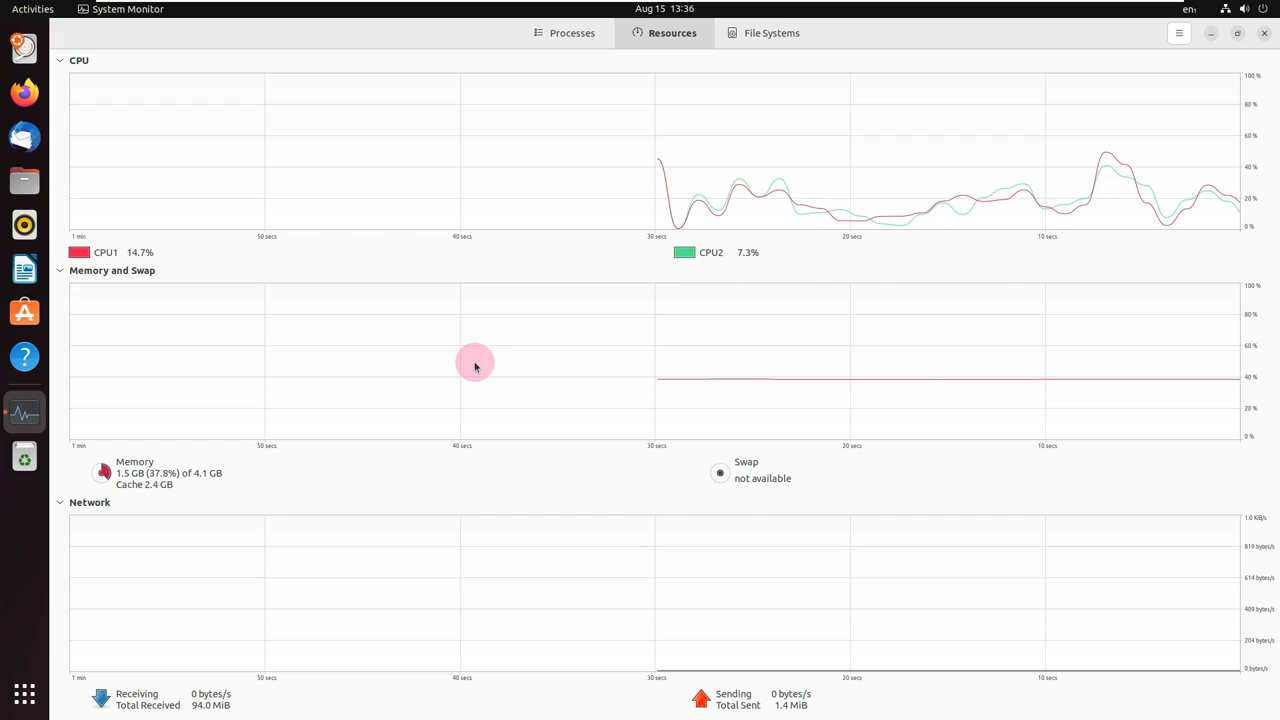 Activities System Monitor Aug 15 13:36 en₁
Processes Resources File Systems
CPU
100 %
80 %
60 %
40 %
20 %
0 %
1 min 50 secs 40 secs 30 secs 20 secs 10 secs
CPU1 14.7% CPU2 7.3%
Memory and Swap
100 %
80 %
60 %
40 %
20 %
0 %
1 min 50 secs 40 secs 30 secs 20 secs 10 secs
Memory
1.5 GB (37.8%) of 4.1 GB
Cache 2.4 GB
Swap
not available
Network
1.0 KiB/s
819 bytes/s
614 bytes/s
409 bytes/s
204 bytes/s
0 bytes/s
1 min 50 secs 40 secs 30 secs 20 secs 10 secs
Receiving 0 bytes/s
Total Received 94.0 MiB
Sending 0 bytes/s
Total Sent 1.4 MiB